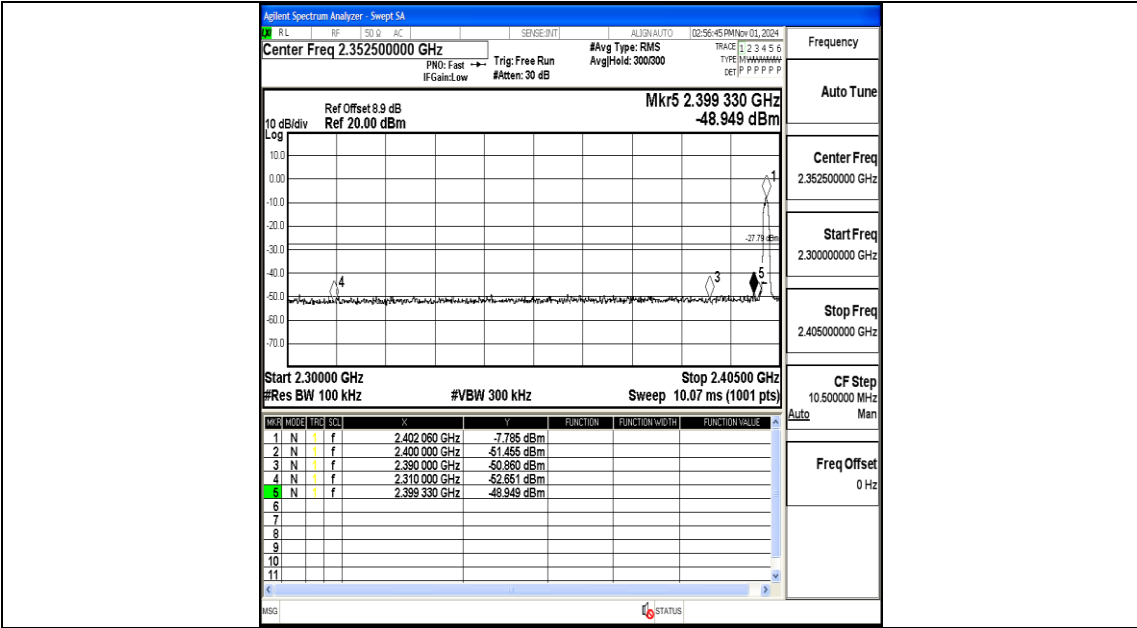 Agilent Spectrum Analyzer - Swept SA
RL RF 50 Ω AC SENSE:INT ALIGN AUTO 02:56:45 PM Nov 01, 2024
Center Freq 2.352500000 GHz
PNO: Fast
IFGain:Low
Trig: Free Run
#Atten: 30 dB
#Avg Type: RMS
Avg|Hold: 300/300
TRACE 1 2 3 4 5 6
TYPE M
DET P P P P P P
Frequency
Auto Tune
Center Freq
2.352500000 GHz
Start Freq
2.300000000 GHz
Stop Freq
2.405000000 GHz
CF Step
10.500000 MHz
Auto Man
Freq Offset
0 Hz
Mkr5 2.399 330 GHz
-48.949 dBm
Ref Offset 8.9 dB
10 dB/div Ref 20.00 dBm
Log
10.0
0.00
-10.0
-20.0
-30.0
-40.0
-50.0
-60.0
-70.0
1
-27.79 dBm
3
4
5
Start 2.30000 GHz Stop 2.40500 GHz
#Res BW 100 kHz #VBW 300 kHz Sweep 10.07 ms (1001 pts)
MKR MODE TRC SCL X Y FUNCTION FUNCTION WIDTH FUNCTION VALUE
1 N 1 f 2.402 060 GHz -7.785 dBm
2 N 1 f 2.400 000 GHz -51.455 dBm
3 N 1 f 2.390 000 GHz -50.860 dBm
4 N 1 f 2.310 000 GHz -52.651 dBm
5 N 1 f 2.399 330 GHz -48.949 dBm
6
7
8
9
10
11
MSG STATUS